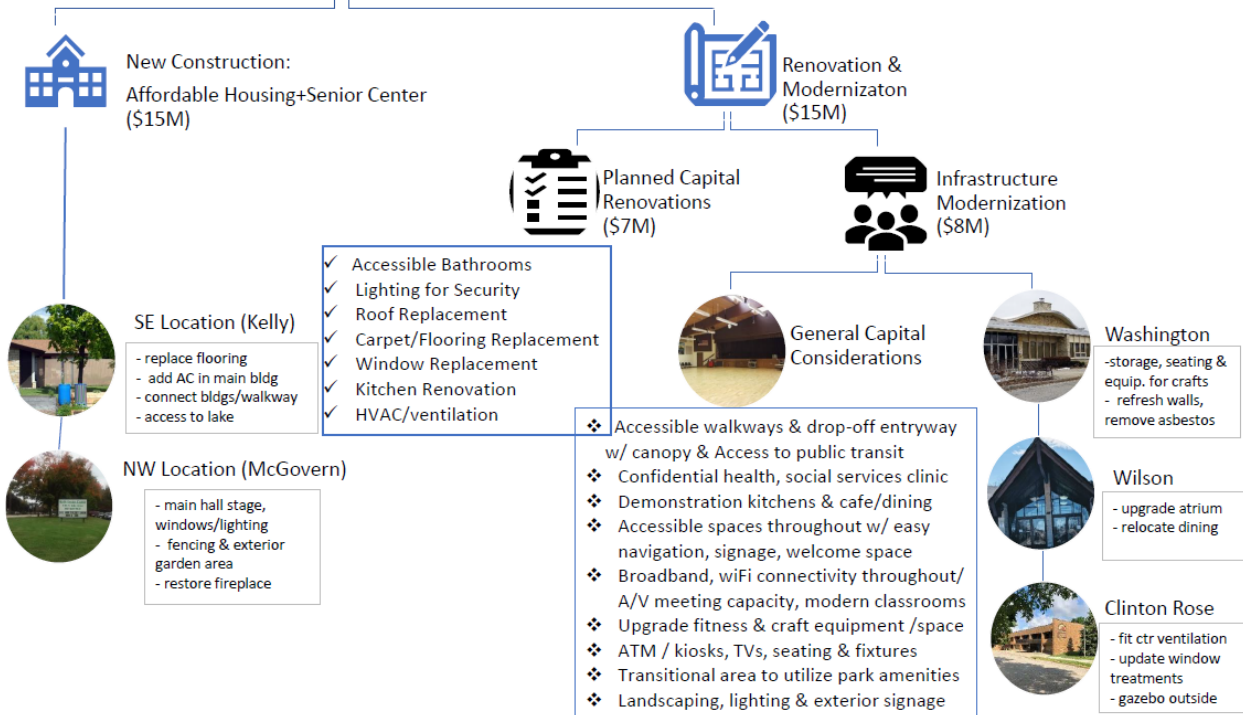 New Construction:
Affordable Housing+Senior Center
($15M)
Renovation &
Modernizaton
($15M)
Planned Capital
Renovations
($7M)
Infrastructure
Modernization
($8M)
✓ Accessible Bathrooms
✓ Lighting for Security
✓ Roof Replacement
✓ Carpet/Flooring Replacement
✓ Window Replacement
✓ Kitchen Renovation
✓ HVAC/ventilation
SE Location (Kelly)
- replace flooring
- add AC in main bldg
- connect bldgs/walkway
- access to lake
NW Location (McGovern)
- main hall stage,
windows/lighting
- fencing & exterior
garden area
- restore fireplace
General Capital
Considerations
❖ Accessible walkways & drop-off entryway
w/ canopy & Access to public transit
❖ Confidential health, social services clinic
❖ Demonstration kitchens & cafe/dining
❖ Accessible spaces throughout w/ easy
navigation, signage, welcome space
❖ Broadband, wiFi connectivity throughout/
A/V meeting capacity, modern classrooms
❖ Upgrade fitness & craft equipment /space
❖ ATM / kiosks, TVs, seating & fixtures
❖ Transitional area to utilize park amenities
❖ Landscaping, lighting & exterior signage
Washington
-storage, seating &
equip. for crafts
- refresh walls,
remove asbestos
Wilson
- upgrade atrium
- relocate dining
Clinton Rose
- fit ctr ventilation
- update window
treatments
- gazebo outside